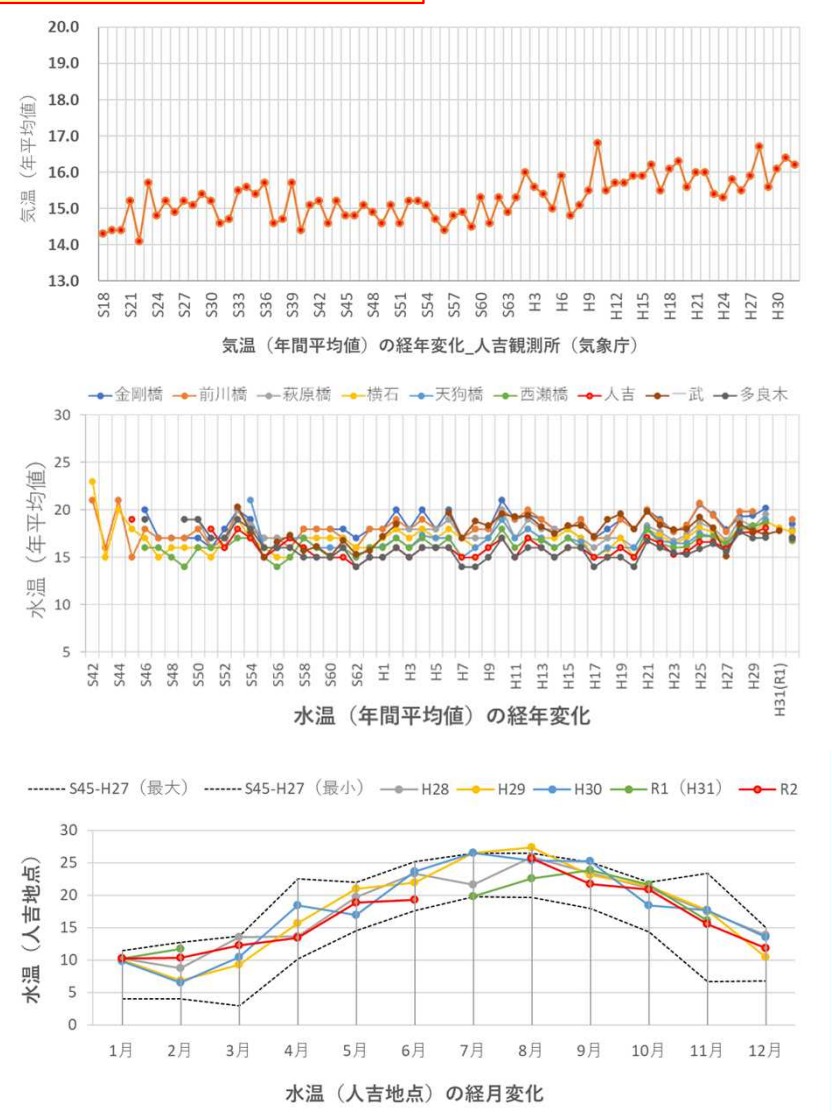 20.0
19.0
18.0
17.0
16.0
15.0
14.0
13.0
気温（年平均値）
S18 S21 S24 S27 S30 S33 S36 S39 S42 S45 S48 S51 S54 S57 S60 S63 H3 H6 H9 H12 H15 H18 H21 H24 H27 H30
気温（年間平均値）の経年変化_人吉観測所（気象庁）
金剛橋 前川橋 萩原橋 横石 天狗橋 西瀬橋 人吉 一武 多良木
30
25
20
15
10
5
水温（年平均値）
S42 S44 S46 S48 S50 S52 S54 S56 S58 S60 S62 H1 H3 H5 H7 H9 H11 H13 H15 H17 H19 H21 H23 H25 H27 H29 H31(R1)
水温（年間平均値）の経年変化
S45-H27（最大） S45-H27（最小） H28 H29 H30 R1（H31） R2
30
25
20
15
10
5
0
水温（人吉地点）
1月 2月 3月 4月 5月 6月 7月 8月 9月 10月 11月 12月
水温（人吉地点）の経月変化